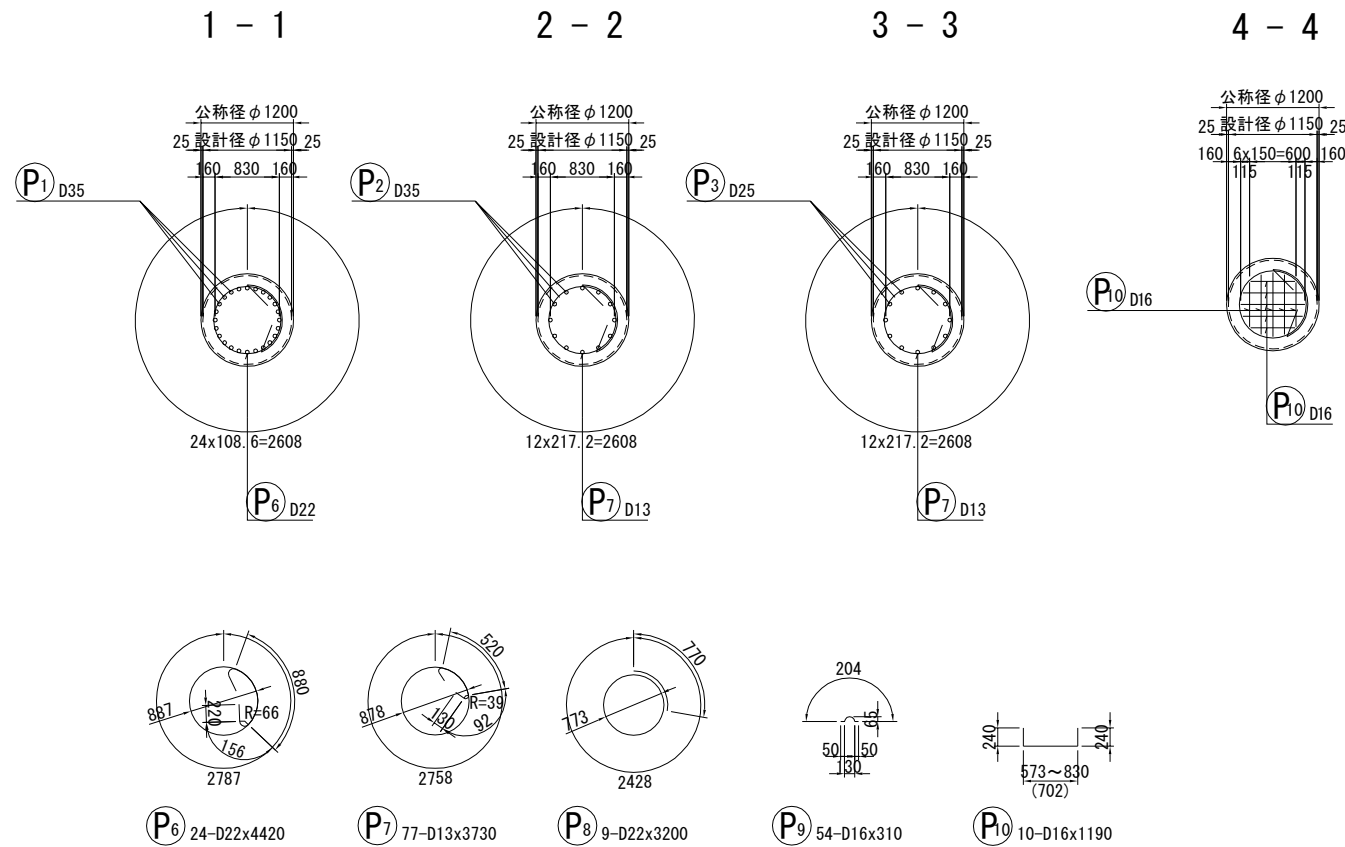 1 - 1
2 - 2
3 - 3
4 - 4
公称径φ1200
25 設計径φ1150 25
160 830 160
P1 D35
24x108.6=2608
P6 D22
公称径φ1200
25 設計径φ1150 25
160 830 160
P2 D35
12x217.2=2608
P7 D13
公称径φ1200
25 設計径φ1150 25
160 830 160
P3 D25
12x217.2=2608
P7 D13
公称径φ1200
25 設計径φ1150 25
160 6x150=600 160
115 115
P10 D16
P10 D16
880
887
220
R=66
156
2787
P6 24-D22x4420
520
878
R=39
130
92
2758
P7 77-D13x3730
770
773
2428
P8 9-D22x3200
204
65
50 50
130
P9 54-D16x310
240 240
573~830
(702)
P10 10-D16x1190